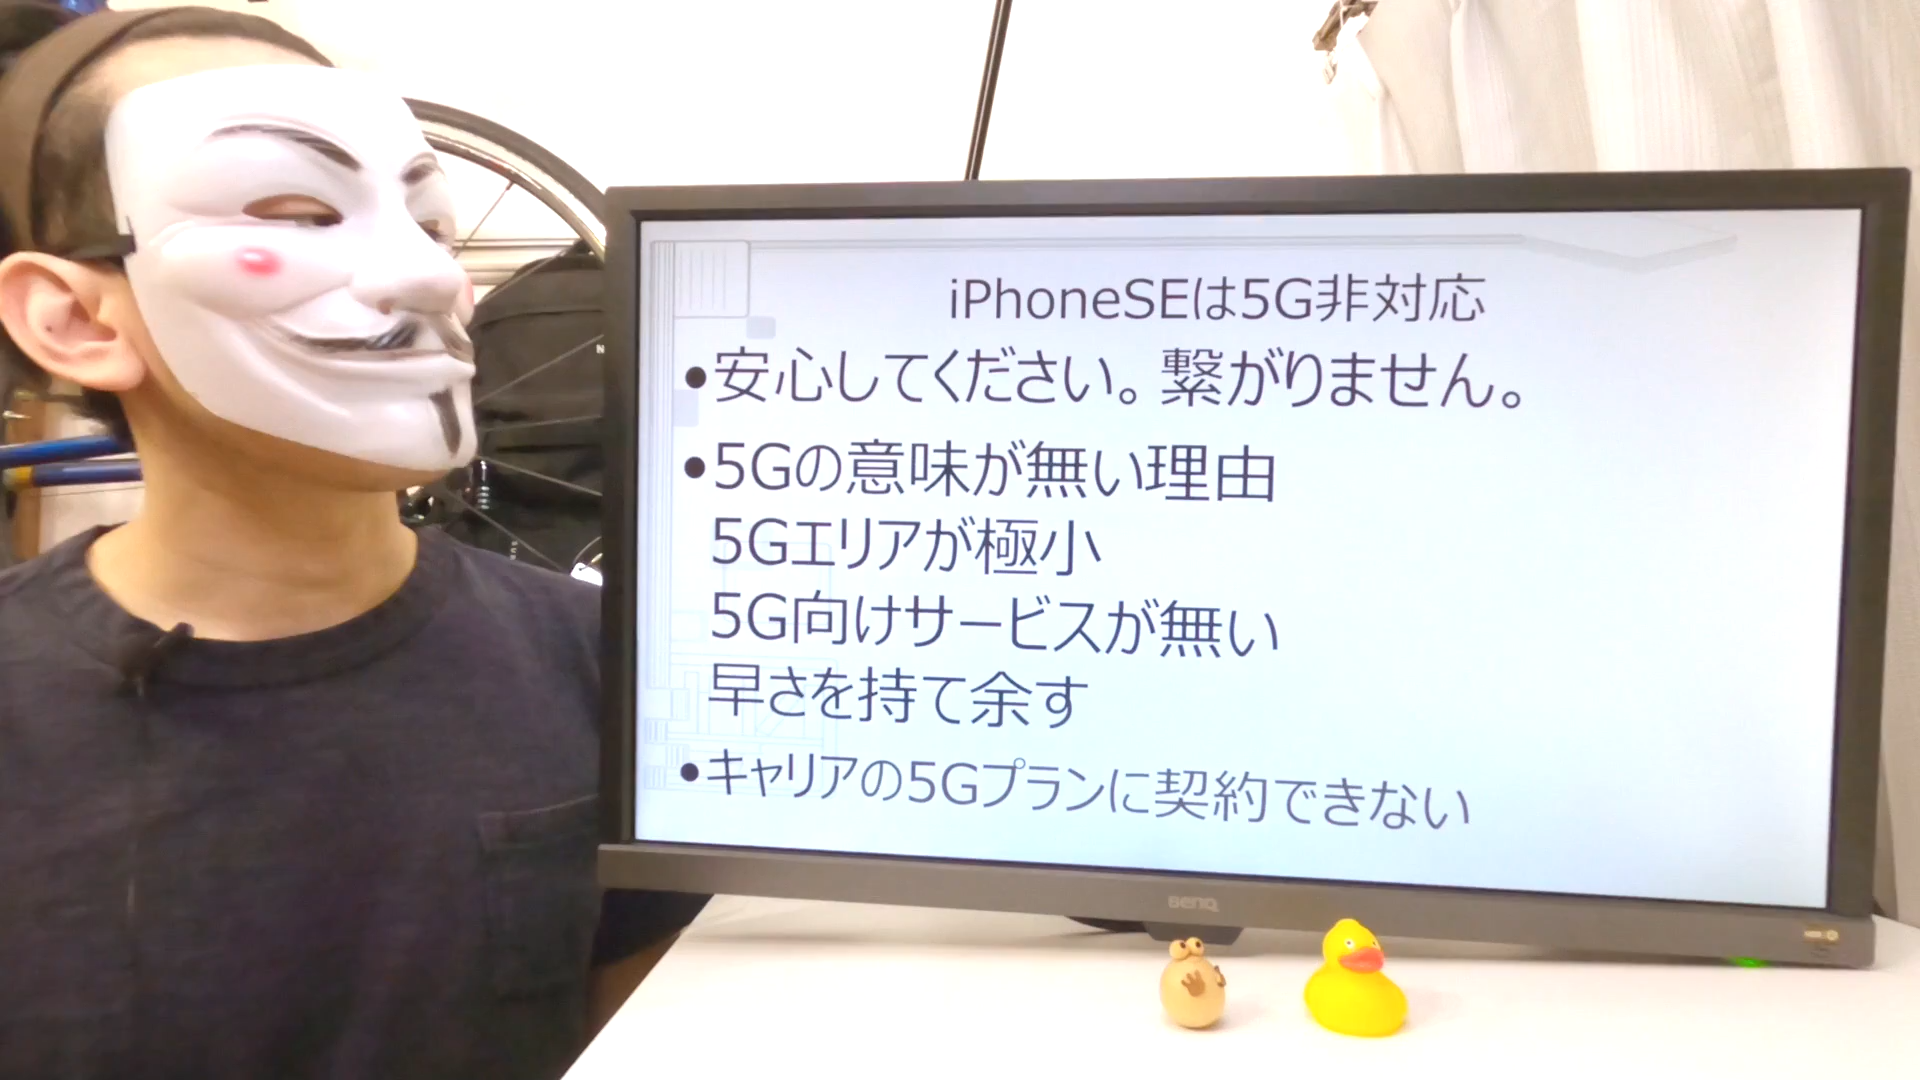 iPhoneSEは5G非対応
●安心してください。繋がりません。
●5Gの意味が無い理由
5Gエリアが極小
5G向けサービスが無い
早さを持て余す
●キャリアの5Gプランに契約できない
BenQ